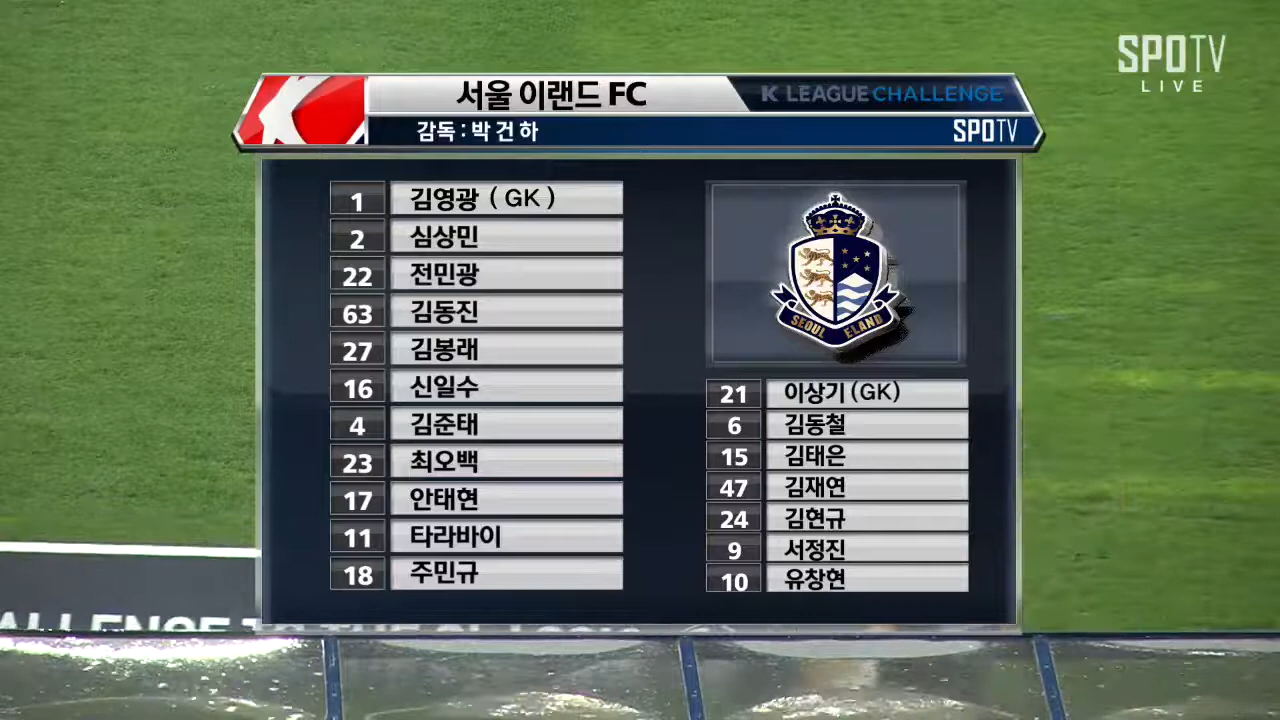 SPOTV
LIVE
서울 이랜드 FC
K LEAGUE CHALLENGE
감독 : 박 건 하
SPOTV
1 김영광 ( GK )
2 심상민
22 전민광
63 김동진
27 김봉래
16 신일수
4 김준태
23 최오백
17 안태현
11 타라바이
18 주민규
SEOUL ELAND
21 이상기 (GK)
6 김동철
15 김태은
47 김재연
24 김현규
9 서정진
10 유창현